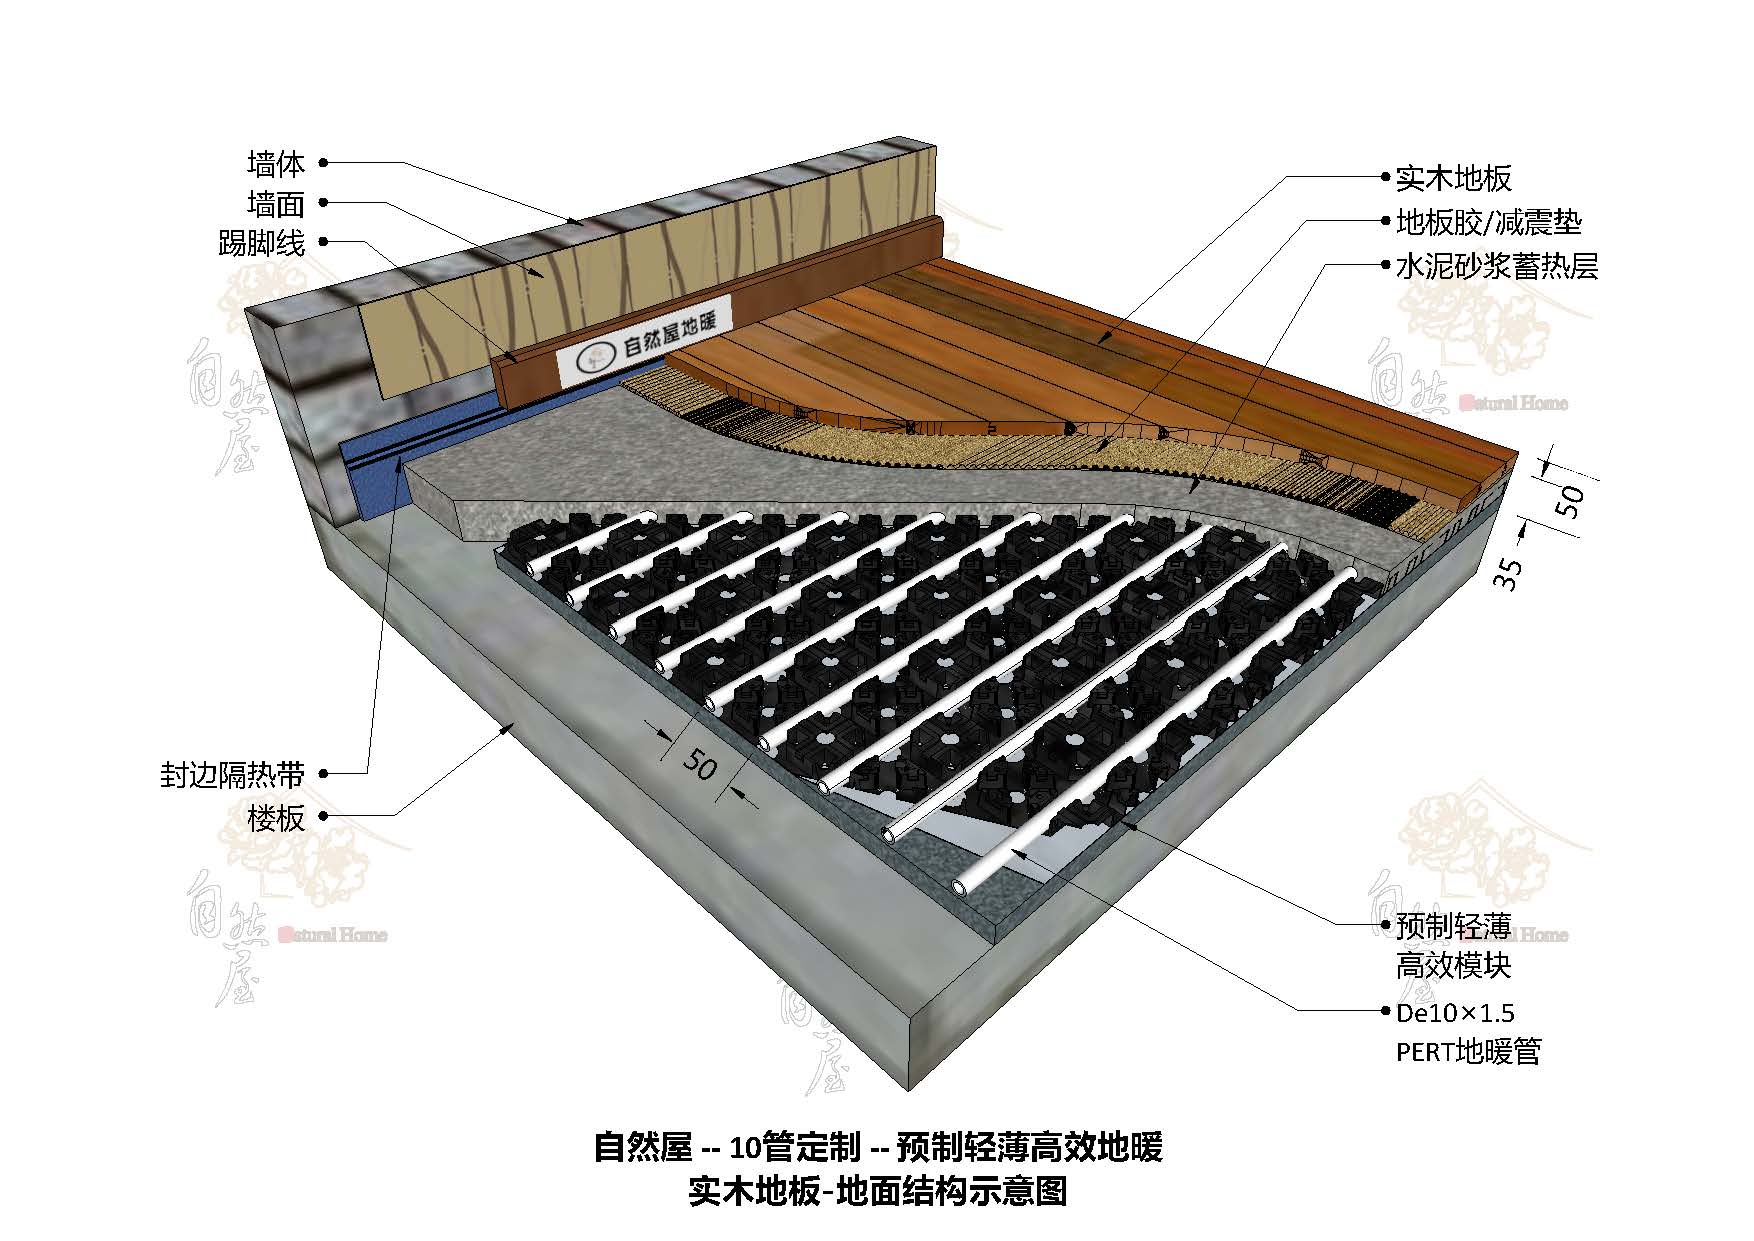 墙体
墙面
踢脚线
实木地板
地板胶/减震垫
水泥砂浆蓄热层
自然屋地暖
自然屋
Natural Home
50
35
50
封边隔热带
楼板
自然屋
Natural Home
自然屋
Natural Home
预制轻薄
高效模块
De10×1.5
PERT地暖管
自然屋
自然屋 -- 10管定制 -- 预制轻薄高效地暖
实木地板-地面结构示意图